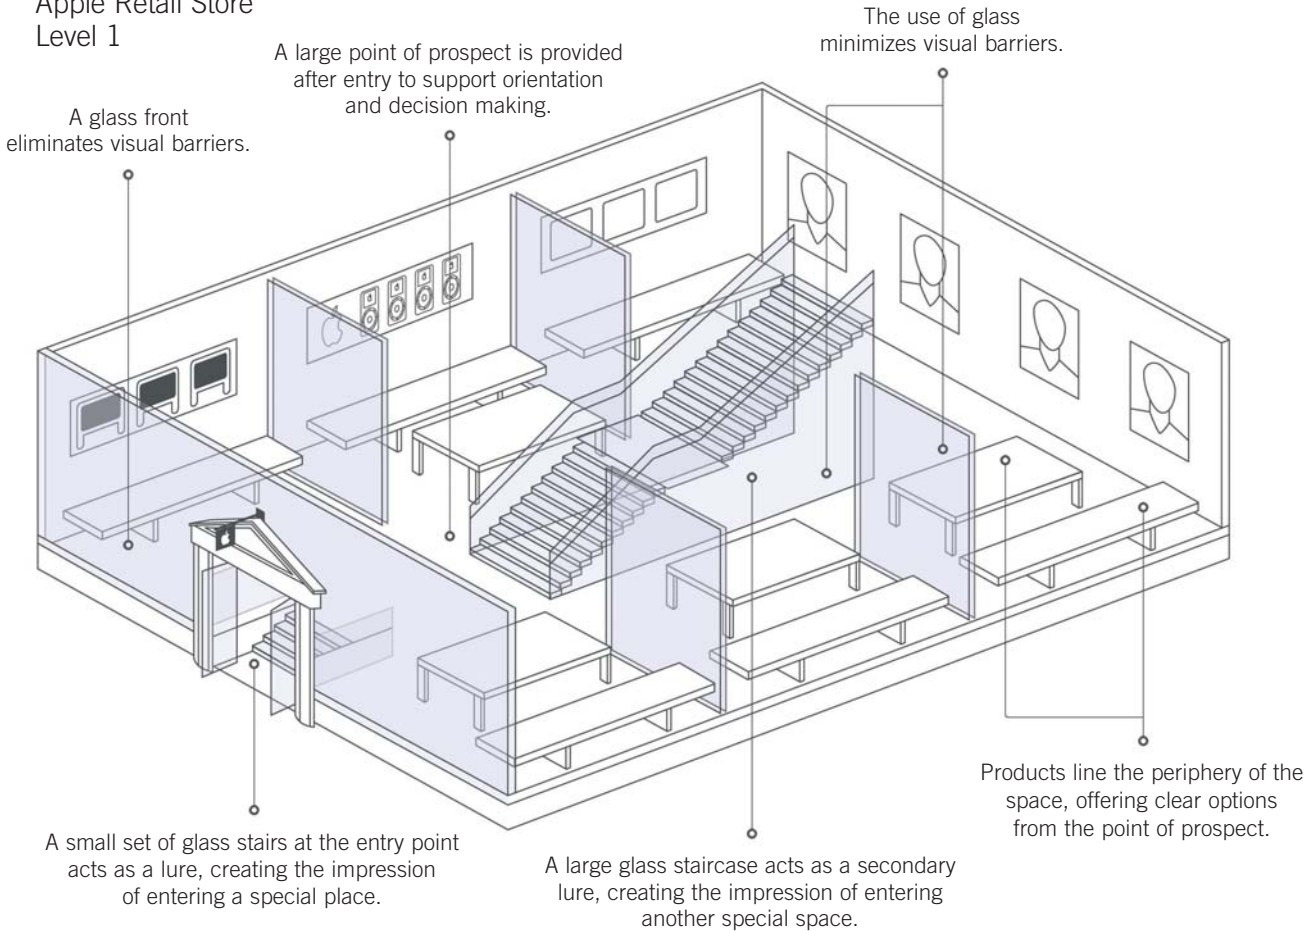 Apple Retail Store
Level 1
The use of glass
minimizes visual barriers.
A large point of prospect is provided
after entry to support orientation
and decision making.
A glass front
eliminates visual barriers.
Products line the periphery of the
space, offering clear options
from the point of prospect.
A small set of glass stairs at the entry point
acts as a lure, creating the impression
of entering a special place.
A large glass staircase acts as a secondary
lure, creating the impression of entering
another special space.